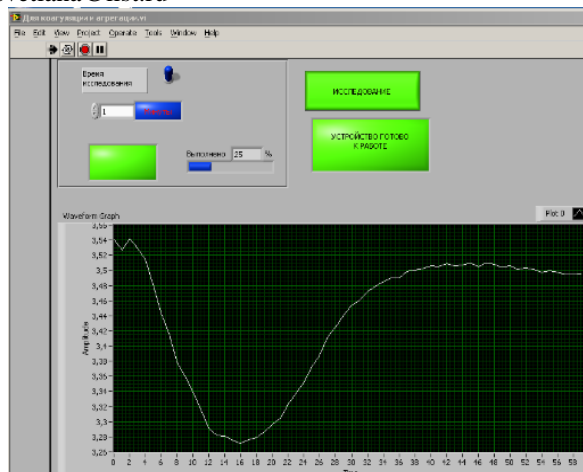 Для коагуляции и агрегации.vi
File Edit View Project Operate Tools Window Help
Время
исследования
1
Выполнено 25 %
ИССЛЕДОВАНИЕ
УСТРОЙСТВО ГОТОВО
К РАБОТЕ
Waveform Graph
Plot 0
Amplitude
3,56
3,54
3,52
3,5
3,48
3,46
3,44
3,42
3,4
3,38
3,36
3,34
3,32
3,3
3,28
3,26
0 2 4 6 8 10 12 14 16 18 20 22 24 26 28 30 32 34 36 38 40 42 44 46 48 50 52 54 56 58